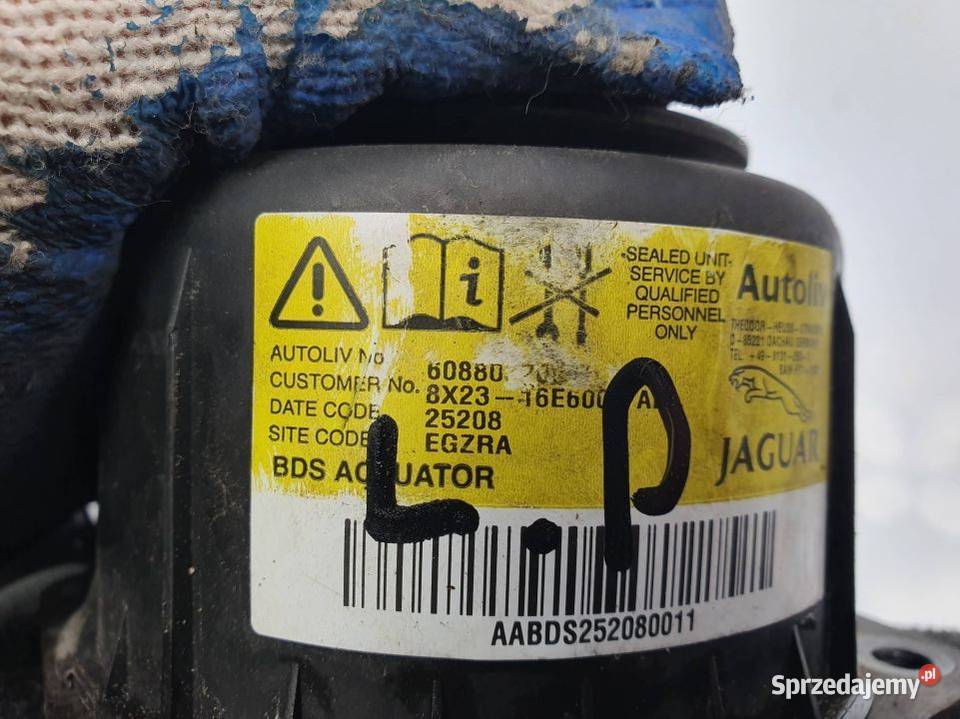 SEALED UNIT-
SERVICE BY
QUALIFIED
PERSONNEL
ONLY
Autoliv
AUTOLIV No
CUSTOMER No.
8X23-16E600
DATE CODE
25208
SITE CODE
EGZRA
BDS ACTUATOR
JAGUAR
L.P
AABDS252080011
Sprzedajemy.pl